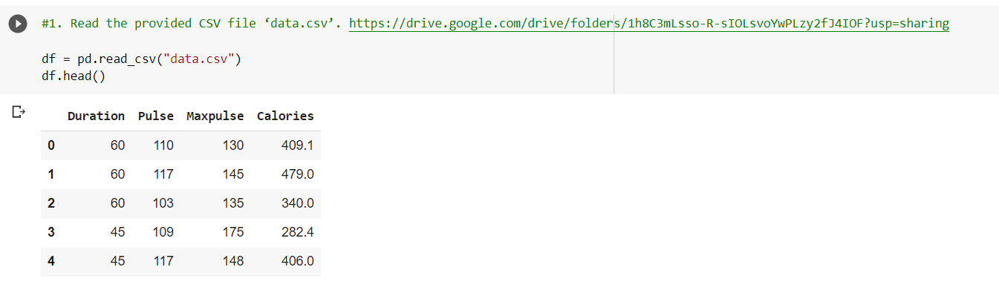 #1. Read the provided CSV file ‘data.csv’. https://drive.google.com/drive/folders/1h8C3mLsso-R-sIOLsvoYwPLzy2fJ4IOF?usp=sharing
df = pd.read_csv("data.csv")
df.head()
Duration Pulse Maxpulse Calories
0 60 110 130 409.1
1 60 117 145 479.0
2 60 103 135 340.0
3 45 109 175 282.4
4 45 117 148 406.0